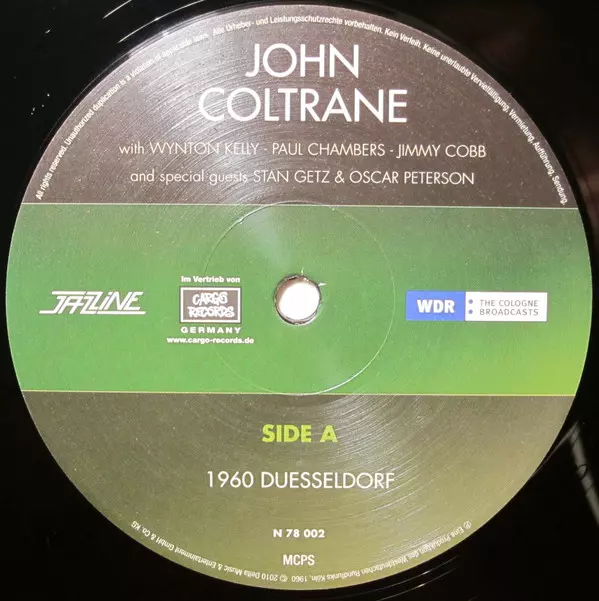 All rights reserved. Unauthorized duplication is a violation of applicable laws. Alle Urheber- und Leistungsschutzrechte vorbehalten. Kein Verleih. Keine unerlaubte Vervielfältigung, Vermietung, Aufführung, Sendung.
JOHN
COLTRANE
with WYNTON KELLY - PAUL CHAMBERS - JIMMY COBB
and special guests STAN GETZ & OSCAR PETERSON
JAZZLINE
Im Vertrieb von
CARGO
RECORDS
GERMANY
www.cargo-records.de
WDR
THE COLOGNE
BROADCASTS
SIDE A
1960 DUESSELDORF
N 78 002
MCPS
℗ Eine Produktion des Westdeutschen Rundfunks Köln, 1960 © 2010 Delta Music & Entertainment GmbH & Co. KG